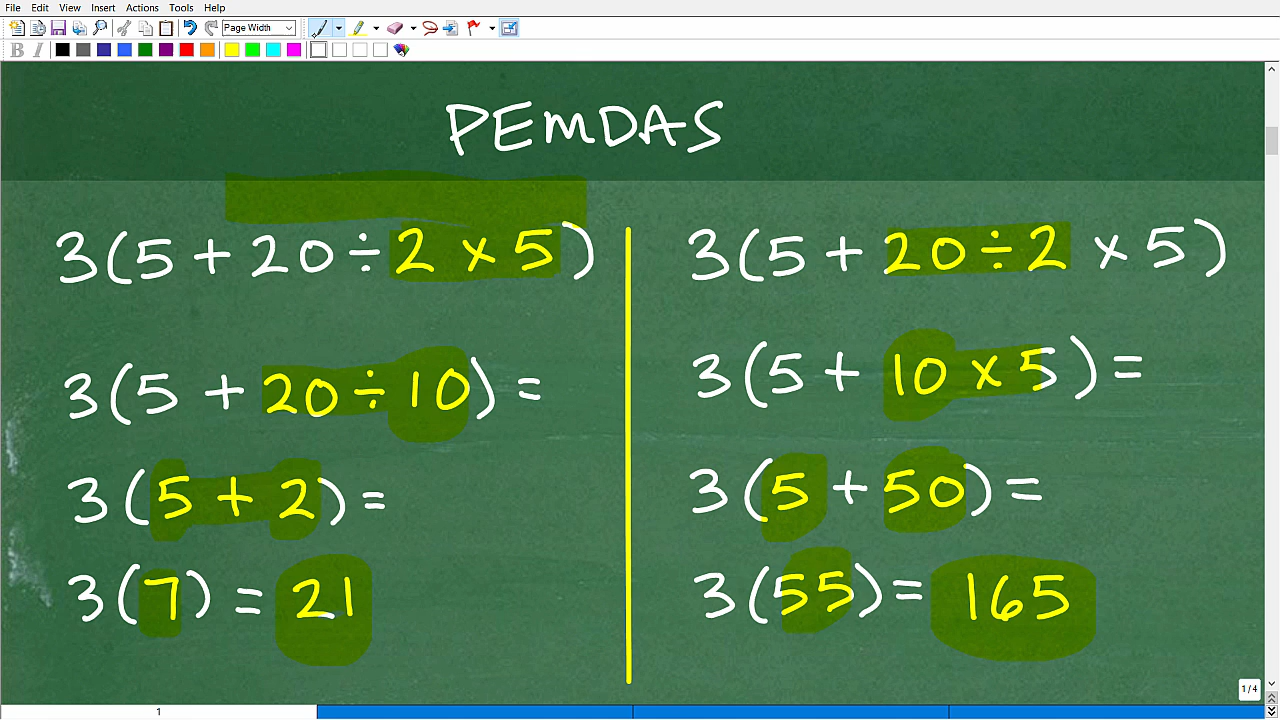 File Edit View Insert Actions Tools Help
Page Width
B I
PEMDAS
3(5 + 20 ÷ 2 × 5)
3(5 + 20 ÷ 10) =
3(5 + 2) =
3(7) = 21
3(5 + 20 ÷ 2 × 5)
3(5 + 10 × 5) =
3(5 + 50) =
3(55) = 165
1/4
1